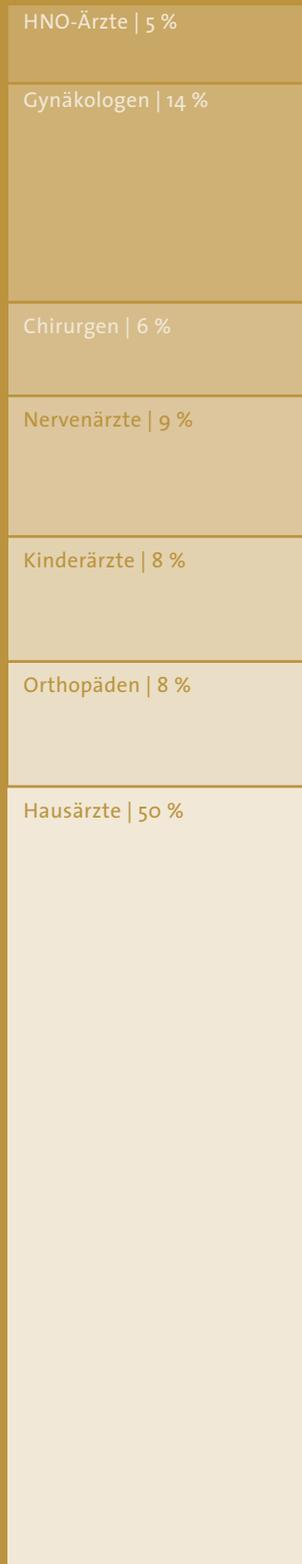 HNO-Ärzte | 5 %
Gynäkologen | 14 %
Chirurgen | 6 %
Nervenärzte | 9 %
Kinderärzte | 8 %
Orthopäden | 8 %
Hausärzte | 50 %